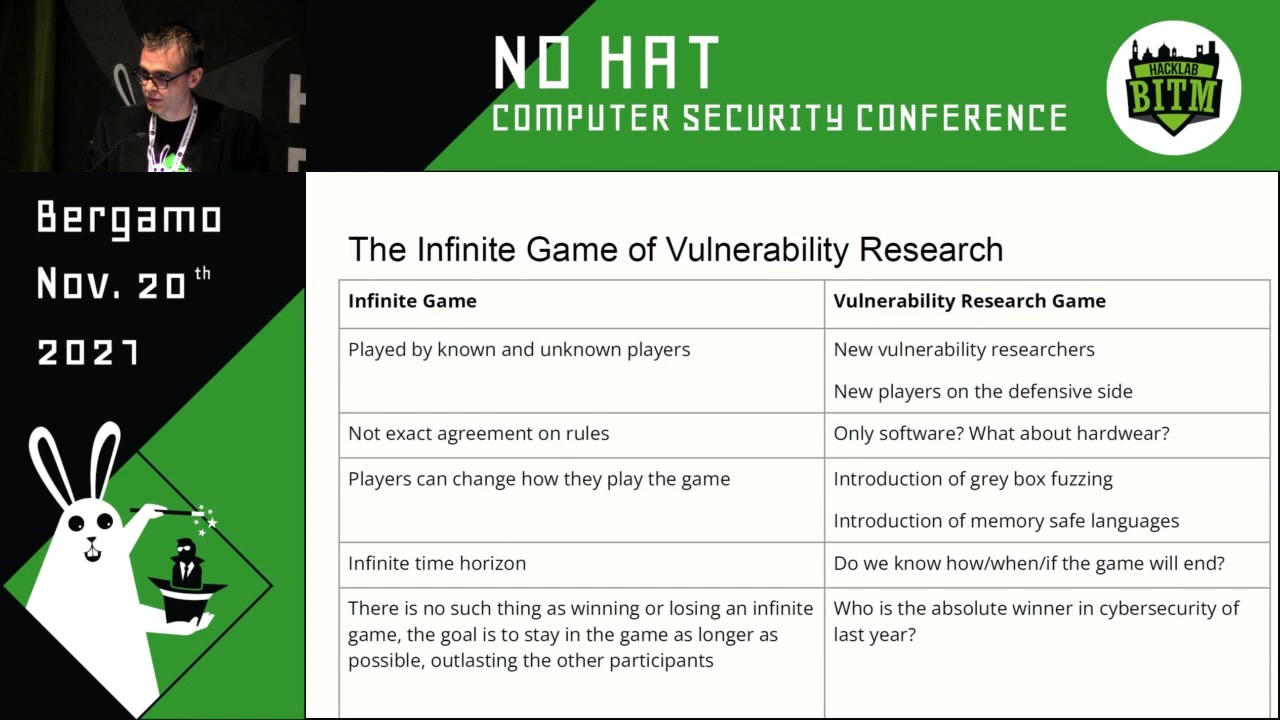 NO HAT
COMPUTER SECURITY CONFERENCE
HACKLAB
BITM
Bergamo
Nov. 20th
2021
The Infinite Game of Vulnerability Research
Infinite Game
Vulnerability Research Game
Played by known and unknown players
New vulnerability researchers
New players on the defensive side
Not exact agreement on rules
Only software? What about hardwear?
Players can change how they play the game
Introduction of grey box fuzzing
Introduction of memory safe languages
Infinite time horizon
Do we know how/when/if the game will end?
There is no such thing as winning or losing an infinite
game, the goal is to stay in the game as longer as
possible, outlasting the other participants
Who is the absolute winner in cybersecurity of
last year?